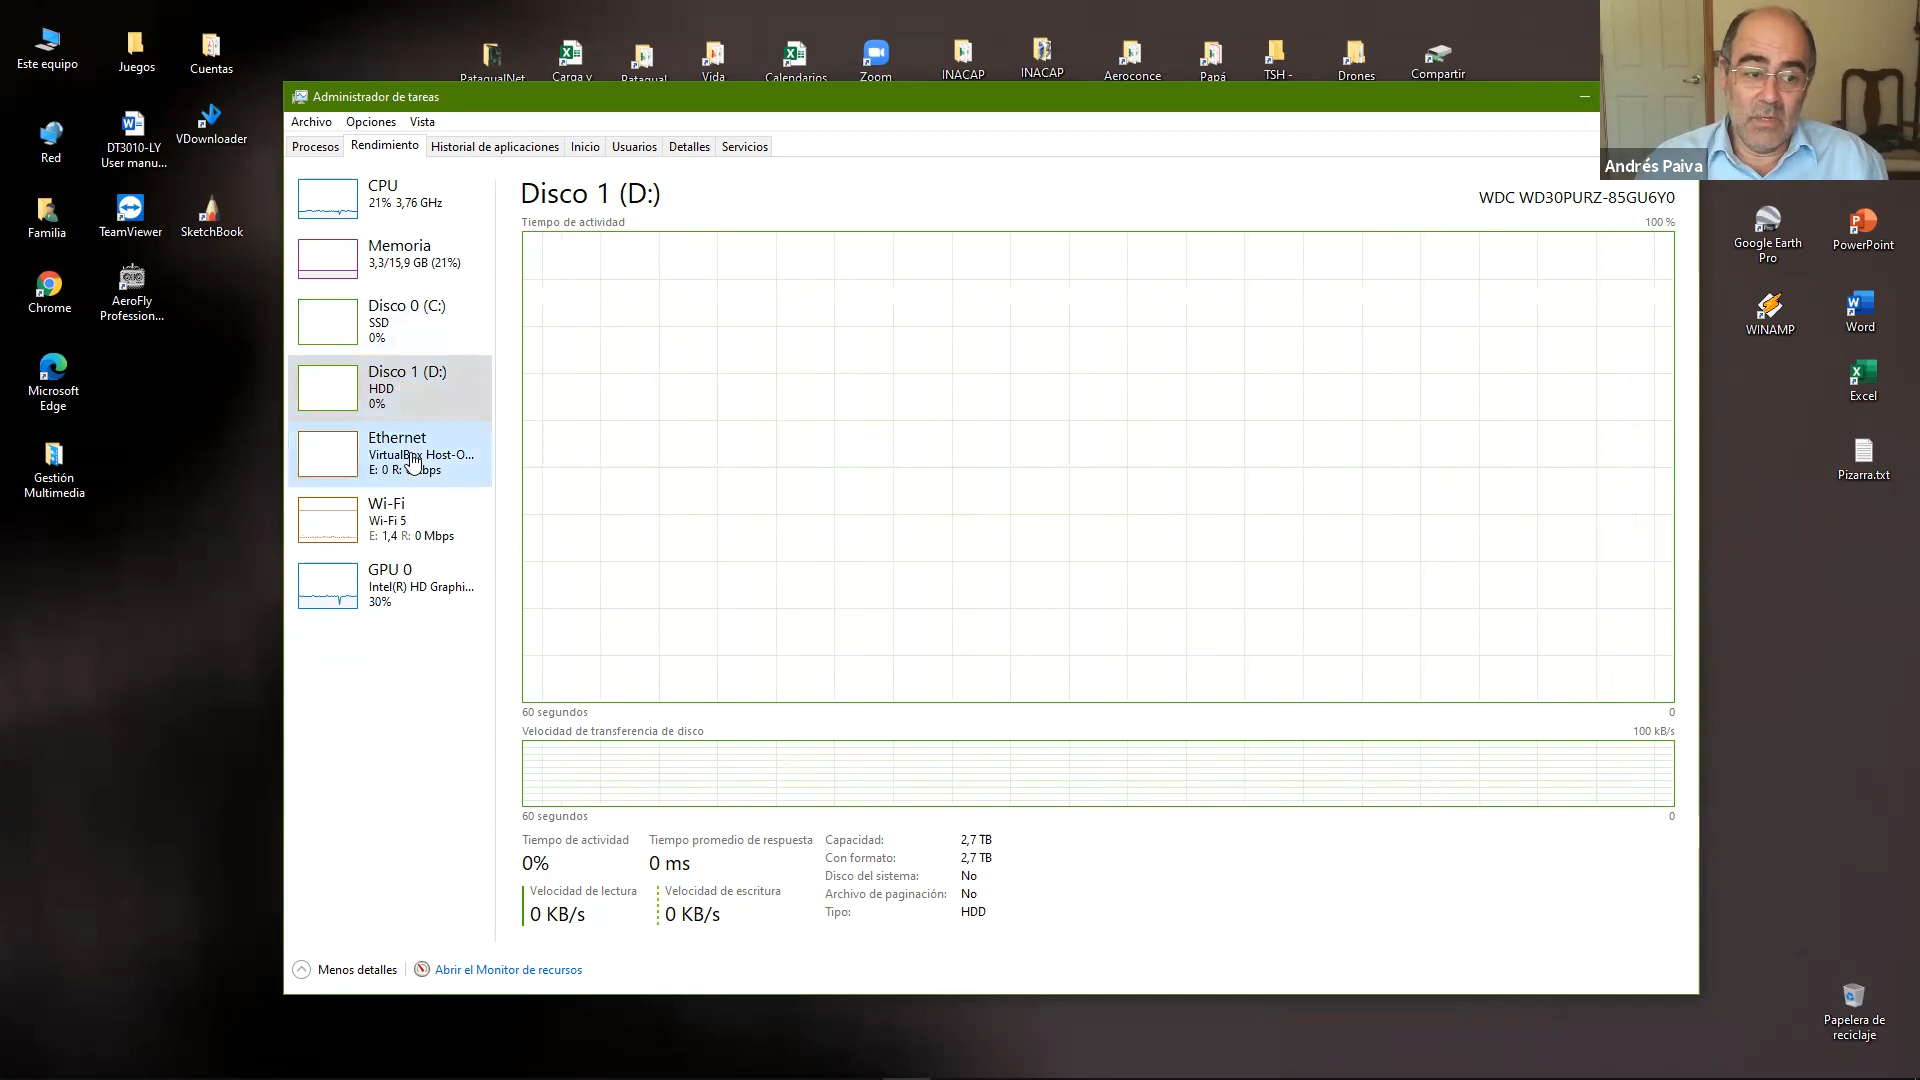 Este equipo
Juegos
Cuentas
PatagualNet
Carga y
Patagual
Vida
Calendarios
Zoom
INACAP
INACAP
Aeroconce
Papá
TSH -
Drones
Compartir
Andrés Paiva
Red
DT3010-LY
User manu...
VDownloader
Familia
TeamViewer
SketchBook
Chrome
AeroFly
Profession...
Microsoft
Edge
Gestión
Multimedia
Administrador de tareas
Archivo
Opciones
Vista
Procesos
Rendimiento
Historial de aplicaciones
Inicio
Usuarios
Detalles
Servicios
CPU
21% 3,76 GHz
Memoria
3,3/15,9 GB (21%)
Disco 0 (C:)
SSD
0%
Disco 1 (D:)
HDD
0%
Ethernet
VirtualBox Host-O...
E: 0 R: bps
Wi-Fi
Wi-Fi 5
E: 1,4 R: 0 Mbps
GPU 0
Intel(R) HD Graphi...
30%
Disco 1 (D:)
WDC WD30PURZ-85GU6Y0
Tiempo de actividad
100 %
60 segundos
0
Velocidad de transferencia de disco
100 kB/s
60 segundos
0
Tiempo de actividad
0%
Tiempo promedio de respuesta
0 ms
Velocidad de lectura
0 KB/s
Velocidad de escritura
0 KB/s
Capacidad: 2,7 TB
Con formato: 2,7 TB
Disco del sistema: No
Archivo de paginación: No
Tipo: HDD
Menos detalles
Abrir el Monitor de recursos
Google Earth
Pro
PowerPoint
WINAMP
Word
Excel
Pizarra.txt
Papelera de
reciclaje